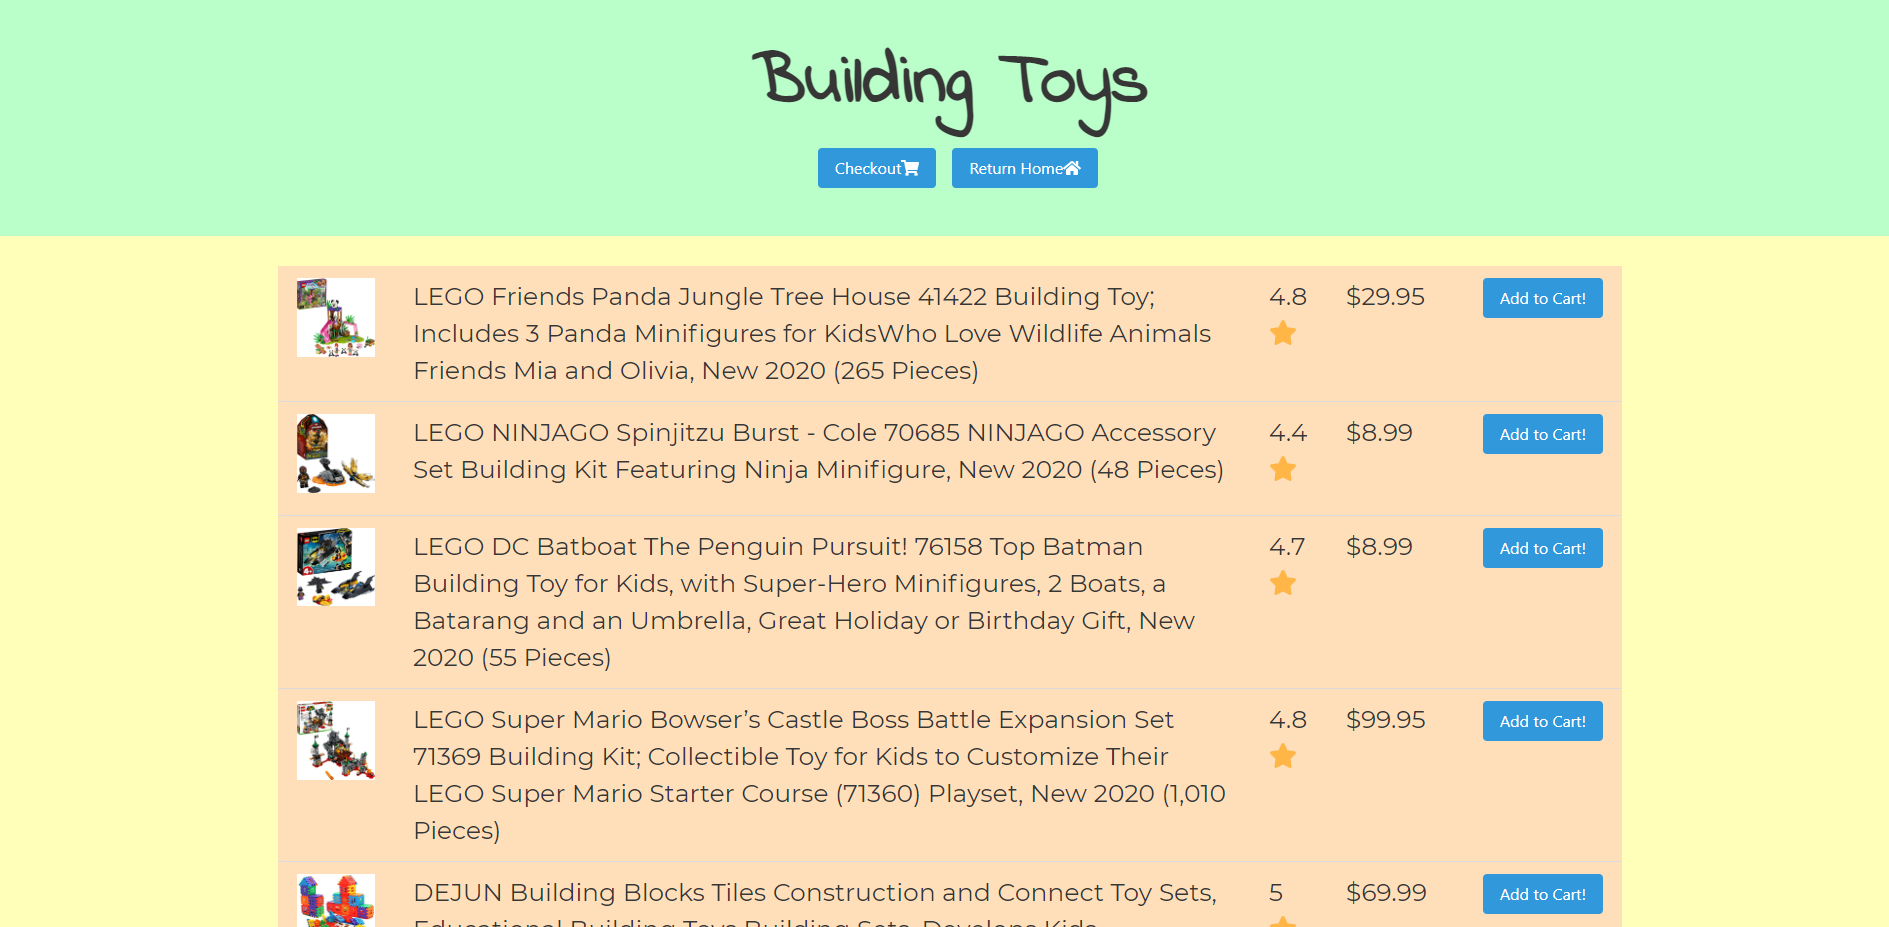 Building Toys
Checkout
Return Home
LEGO Friends Panda Jungle Tree House 41422 Building Toy;
Includes 3 Panda Minifigures for KidsWho Love Wildlife Animals
Friends Mia and Olivia, New 2020 (265 Pieces)
4.8
$29.95
Add to Cart!
LEGO NINJAGO Spinjitzu Burst - Cole 70685 NINJAGO Accessory
Set Building Kit Featuring Ninja Minifigure, New 2020 (48 Pieces)
4.4
$8.99
Add to Cart!
LEGO DC Batboat The Penguin Pursuit! 76158 Top Batman
Building Toy for Kids, with Super-Hero Minifigures, 2 Boats, a
Batarang and an Umbrella, Great Holiday or Birthday Gift, New
2020 (55 Pieces)
4.7
$8.99
Add to Cart!
LEGO Super Mario Bowser’s Castle Boss Battle Expansion Set
71369 Building Kit; Collectible Toy for Kids to Customize Their
LEGO Super Mario Starter Course (71360) Playset, New 2020 (1,010
Pieces)
4.8
$99.95
Add to Cart!
DEJUN Building Blocks Tiles Construction and Connect Toy Sets,
Educational Building Toys Building Sets, Develops Kids
5
$69.99
Add to Cart!